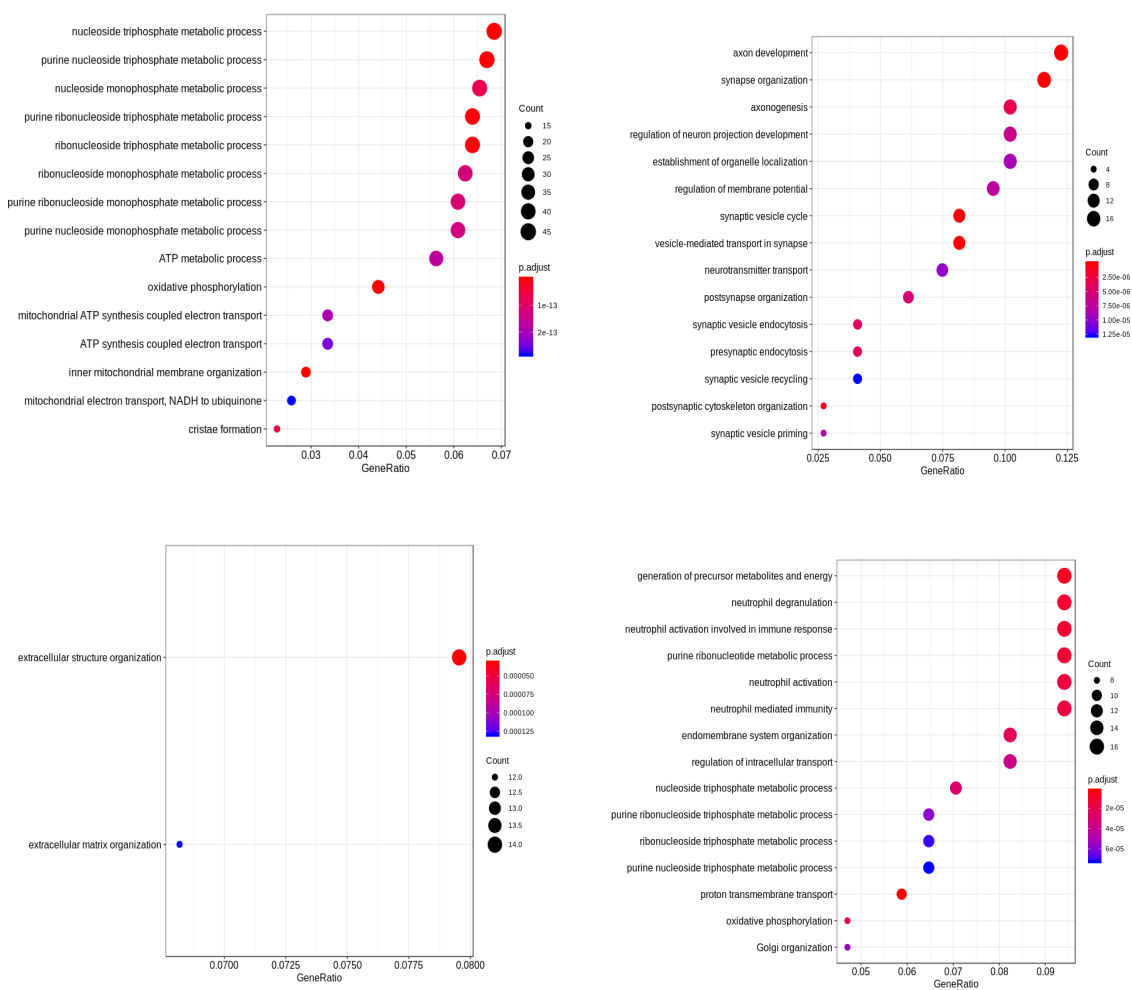 nucleoside triphosphate metabolic process
purine nucleoside triphosphate metabolic process
nucleoside monophosphate metabolic process
purine ribonucleoside triphosphate metabolic process
ribonucleoside triphosphate metabolic process
ribonucleoside monophosphate metabolic process
purine ribonucleoside monophosphate metabolic process
purine nucleoside monophosphate metabolic process
ATP metabolic process
oxidative phosphorylation
mitochondrial ATP synthesis coupled electron transport
ATP synthesis coupled electron transport
inner mitochondrial membrane organization
mitochondrial electron transport, NADH to ubiquinone
cristae formation
0.03 0.04 0.05 0.06 0.07
GeneRatio
Count
15
20
25
30
35
40
45
p.adjust
1e-13
2e-13
axon development
synapse organization
axonogenesis
regulation of neuron projection development
establishment of organelle localization
regulation of membrane potential
synaptic vesicle cycle
vesicle-mediated transport in synapse
neurotransmitter transport
postsynapse organization
synaptic vesicle endocytosis
presynaptic endocytosis
synaptic vesicle recycling
postsynaptic cytoskeleton organization
synaptic vesicle priming
0.025 0.050 0.075 0.100 0.125
GeneRatio
Count
4
8
12
16
p.adjust
2.50e-06
5.00e-06
7.50e-06
1.00e-05
1.25e-05
extracellular structure organization
extracellular matrix organization
0.0700 0.0725 0.0750 0.0775 0.0800
GeneRatio
p.adjust
0.000050
0.000075
0.000100
0.000125
Count
12.0
12.5
13.0
13.5
14.0
generation of precursor metabolites and energy
neutrophil degranulation
neutrophil activation involved in immune response
purine ribonucleotide metabolic process
neutrophil activation
neutrophil mediated immunity
endomembrane system organization
regulation of intracellular transport
nucleoside triphosphate metabolic process
purine ribonucleoside triphosphate metabolic process
ribonucleoside triphosphate metabolic process
purine nucleoside triphosphate metabolic process
proton transmembrane transport
oxidative phosphorylation
Golgi organization
0.05 0.06 0.07 0.08 0.09
GeneRatio
Count
8
10
12
14
16
p.adjust
2e-05
4e-05
6e-05